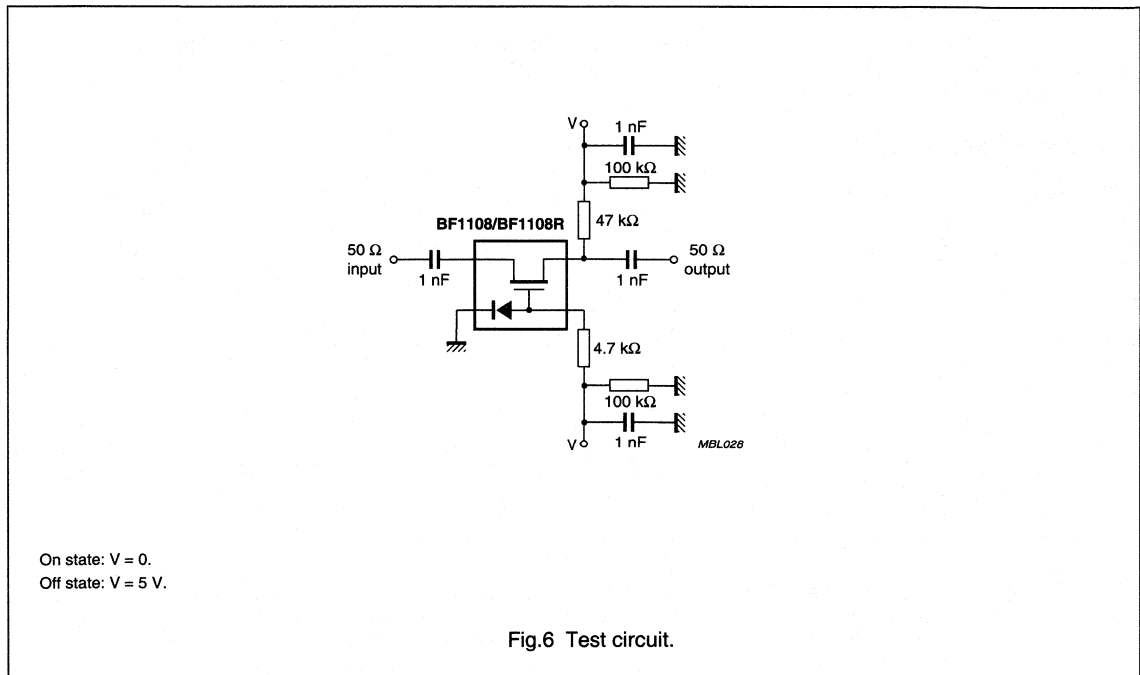 V
1 nF
100 kΩ
47 kΩ
BF1108/BF1108R
50 Ω
input
1 nF
1 nF
50 Ω
output
4.7 kΩ
100 kΩ
V
1 nF
MBL028
On state: V = 0.
Off state: V = 5 V.
Fig.6 Test circuit.